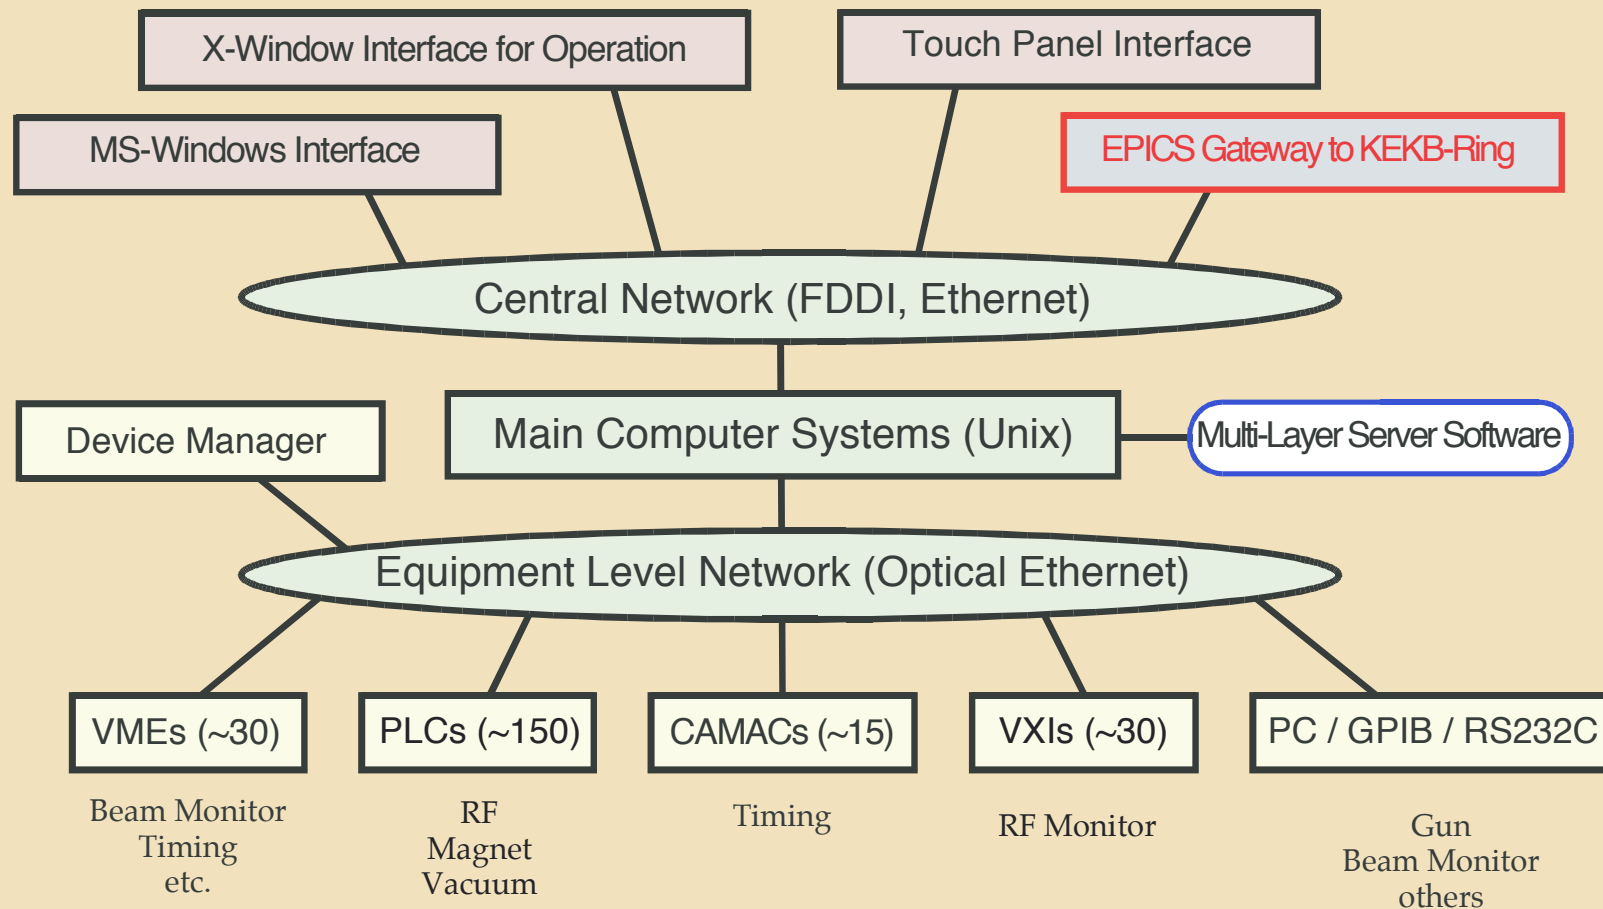 X-Window Interface for Operation
Touch Panel Interface
MS-Windows Interface
EPICS Gateway to KEKB-Ring
Central Network (FDDI, Ethernet)
Device Manager
Main Computer Systems (Unix)
Multi-Layer Server Software
Equipment Level Network (Optical Ethernet)
VMEs (~30)
PLCs (~150)
CAMACs (~15)
VXIs (~30)
PC / GPIB / RS232C
Beam Monitor
Timing
etc.
RF
Magnet
Vacuum
Timing
RF Monitor
Gun
Beam Monitor
others